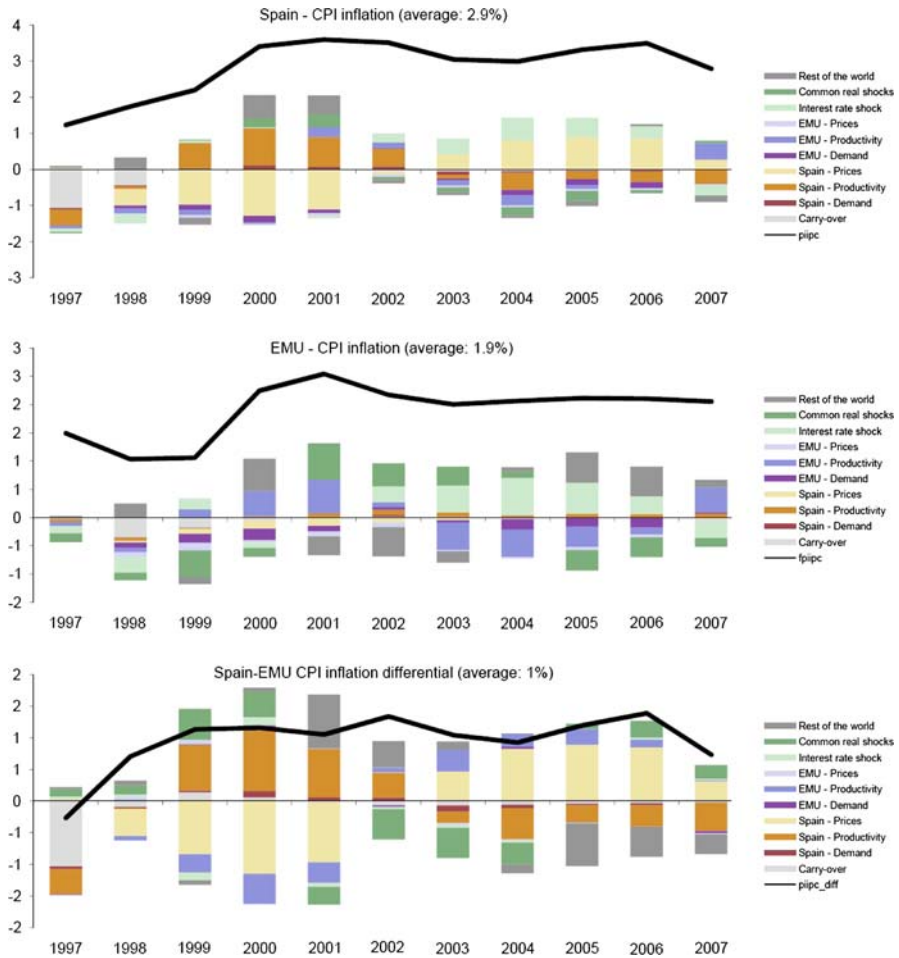 Spain - CPI inflation (average: 2.9%)
4
3
2
1
0
-1
-2
-3
1997 1998 1999 2000 2001 2002 2003 2004 2005 2006 2007
Rest of the world
Common real shocks
Interest rate shock
EMU - Prices
EMU - Productivity
EMU - Demand
Spain - Prices
Spain - Productivity
Spain - Demand
Carry-over
piipc
EMU - CPI inflation (average: 1.9%)
3
3
2
2
1
1
0
-1
-1
-2
1997 1998 1999 2000 2001 2002 2003 2004 2005 2006 2007
Rest of the world
Common real shocks
Interest rate shock
EMU - Prices
EMU - Productivity
EMU - Demand
Spain - Prices
Spain - Productivity
Spain - Demand
Carry-over
fpiipc
Spain-EMU CPI inflation differential (average: 1%)
2
2
1
1
0
-1
-1
-2
-2
1997 1998 1999 2000 2001 2002 2003 2004 2005 2006 2007
Rest of the world
Common real shocks
Interest rate shock
EMU - Prices
EMU - Productivity
EMU - Demand
Spain - Prices
Spain - Productivity
Spain - Demand
Carry-over
piipc_diff